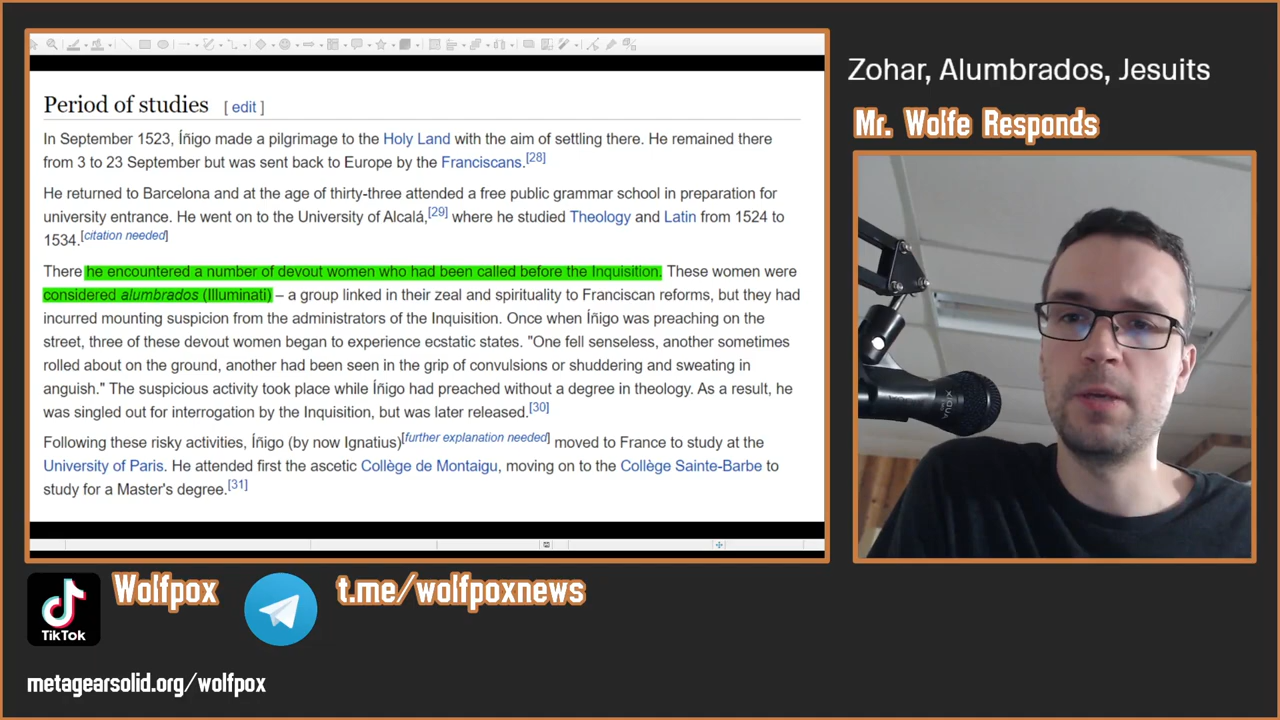 Zohar, Alumbrados, Jesuits
Mr. Wolfe Responds
Period of studies [ edit ]
In September 1523, Íñigo made a pilgrimage to the Holy Land with the aim of settling there. He remained there
from 3 to 23 September but was sent back to Europe by the Franciscans.[28]
He returned to Barcelona and at the age of thirty-three attended a free public grammar school in preparation for
university entrance. He went on to the University of Alcalá,[29] where he studied Theology and Latin from 1524 to
1534.[citation needed]
There he encountered a number of devout women who had been called before the Inquisition. These women were
considered alumbrados (Illuminati) – a group linked in their zeal and spirituality to Franciscan reforms, but they had
incurred mounting suspicion from the administrators of the Inquisition. Once when Íñigo was preaching on the
street, three of these devout women began to experience ecstatic states. "One fell senseless, another sometimes
rolled about on the ground, another had been seen in the grip of convulsions or shuddering and sweating in
anguish." The suspicious activity took place while Íñigo had preached without a degree in theology. As a result, he
was singled out for interrogation by the Inquisition, but was later released.[30]
Following these risky activities, Íñigo (by now Ignatius)[further explanation needed] moved to France to study at the
University of Paris. He attended first the ascetic Collège de Montaigu, moving on to the Collège Sainte-Barbe to
study for a Master's degree.[31]
TikTok
Wolfpox
t.me/wolfpoxnews
metagearsolid.org/wolfpox